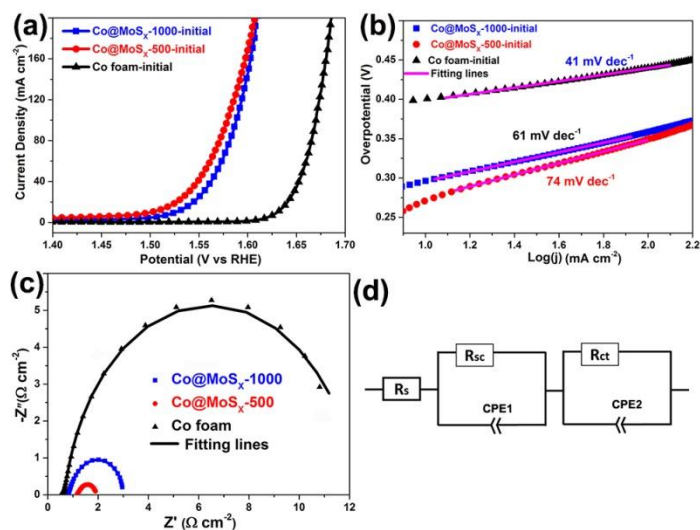 (a)
Co@MoSₓ-1000-initial
Co@MoSₓ-500-initial
Co foam-initial
Current Density (mA cm⁻²)
240
200
160
120
80
40
0
1.40 1.45 1.50 1.55 1.60 1.65 1.70
Potential (V vs RHE)
(b)
Co@MoSₓ-1000-initial
Co@MoSₓ-500-initial
Co foam-initial
Fitting lines
41 mV dec⁻¹
61 mV dec⁻¹
74 mV dec⁻¹
Overpotential (V)
0.50
0.45
0.40
0.35
0.30
0.25
1.0 1.2 1.4 1.6 1.8 2.0 2.2
Log(j) (mA cm⁻²)
(c)
-Z''(Ω cm⁻²)
6
5
4
3
2
1
0
Co@MoSₓ-1000
Co@MoSₓ-500
Co foam
Fitting lines
0 2 4 6 8 10 12
Z' (Ω cm⁻²)
(d)
Rs
Rsc
CPE1
Rct
CPE2